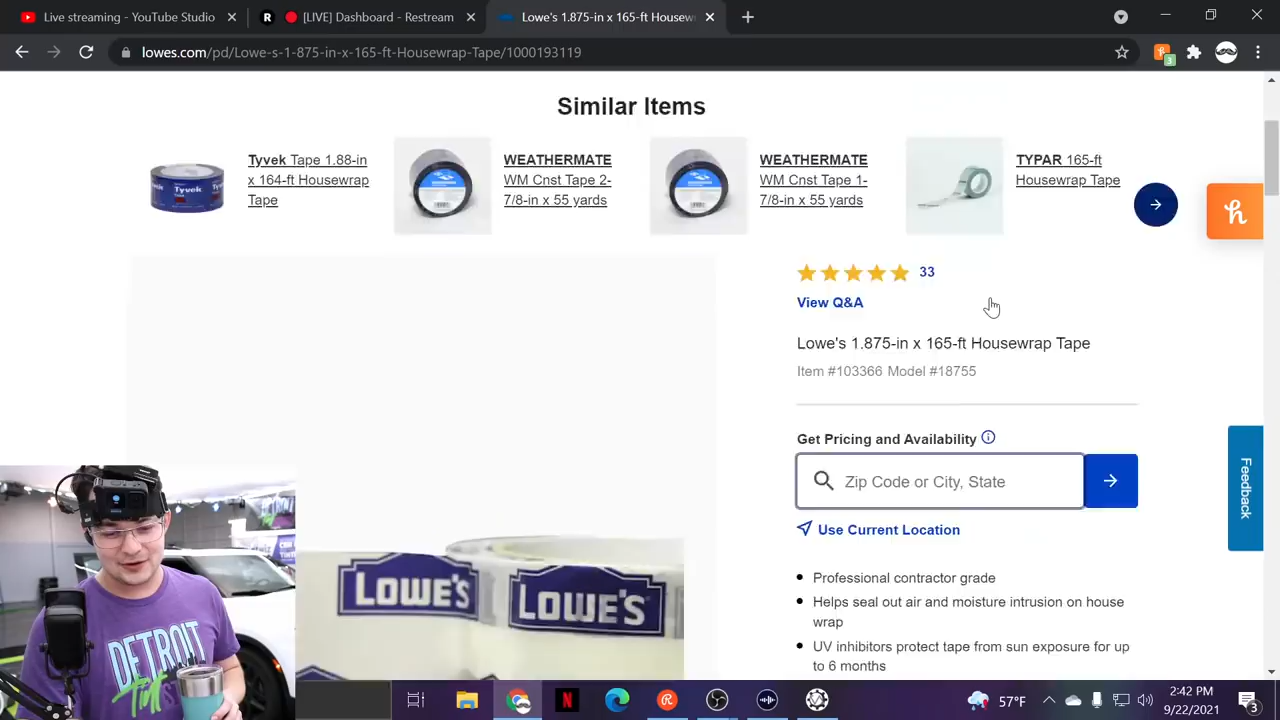 Live streaming - YouTube Studio
R
[LIVE] Dashboard - Restream
Lowe's 1.875-in x 165-ft Housew
lowes.com/pd/Lowe-s-1-875-in-x-165-ft-Housewrap-Tape/1000193119
3
Similar Items
Tyvek Tape 1.88-in
x 164-ft Housewrap
Tape
WEATHERMATE
WM Cnst Tape 2-
7/8-in x 55 yards
WEATHERMATE
WM Cnst Tape 1-
7/8-in x 55 yards
TYPAR 165-ft
Housewrap Tape
Tyvek
h
33
View Q&A
Lowe's 1.875-in x 165-ft Housewrap Tape
Item #103366 Model #18755
Get Pricing and Availability
Zip Code or City, State
Use Current Location
Feedback
Professional contractor grade
Helps seal out air and moisture intrusion on house
wrap
UV inhibitors protect tape from sun exposure for up
to 6 months
LOWE'S
LOWE'S
DETROIT
57°F
2:42 PM
9/22/2021
3